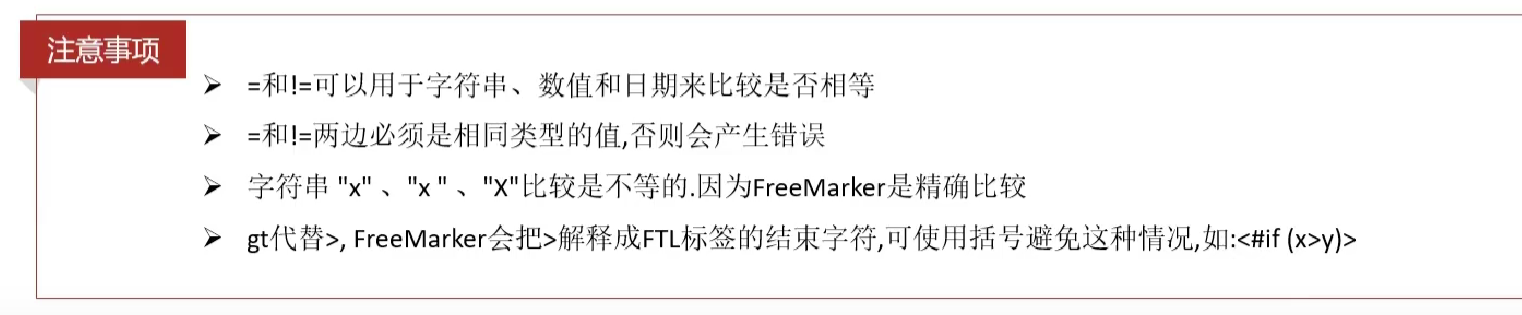 注意事项
➢ =和!=可以用于字符串、数值和日期来比较是否相等
➢ =和!=两边必须是相同类型的值,否则会产生错误
➢ 字符串 "x" 、"x " 、"X"比较是不等的.因为FreeMarker是精确比较
➢ gt代替>, FreeMarker会把>解释成FTL标签的结束字符,可使用括号避免这种情况,如:<#if (x>y)>